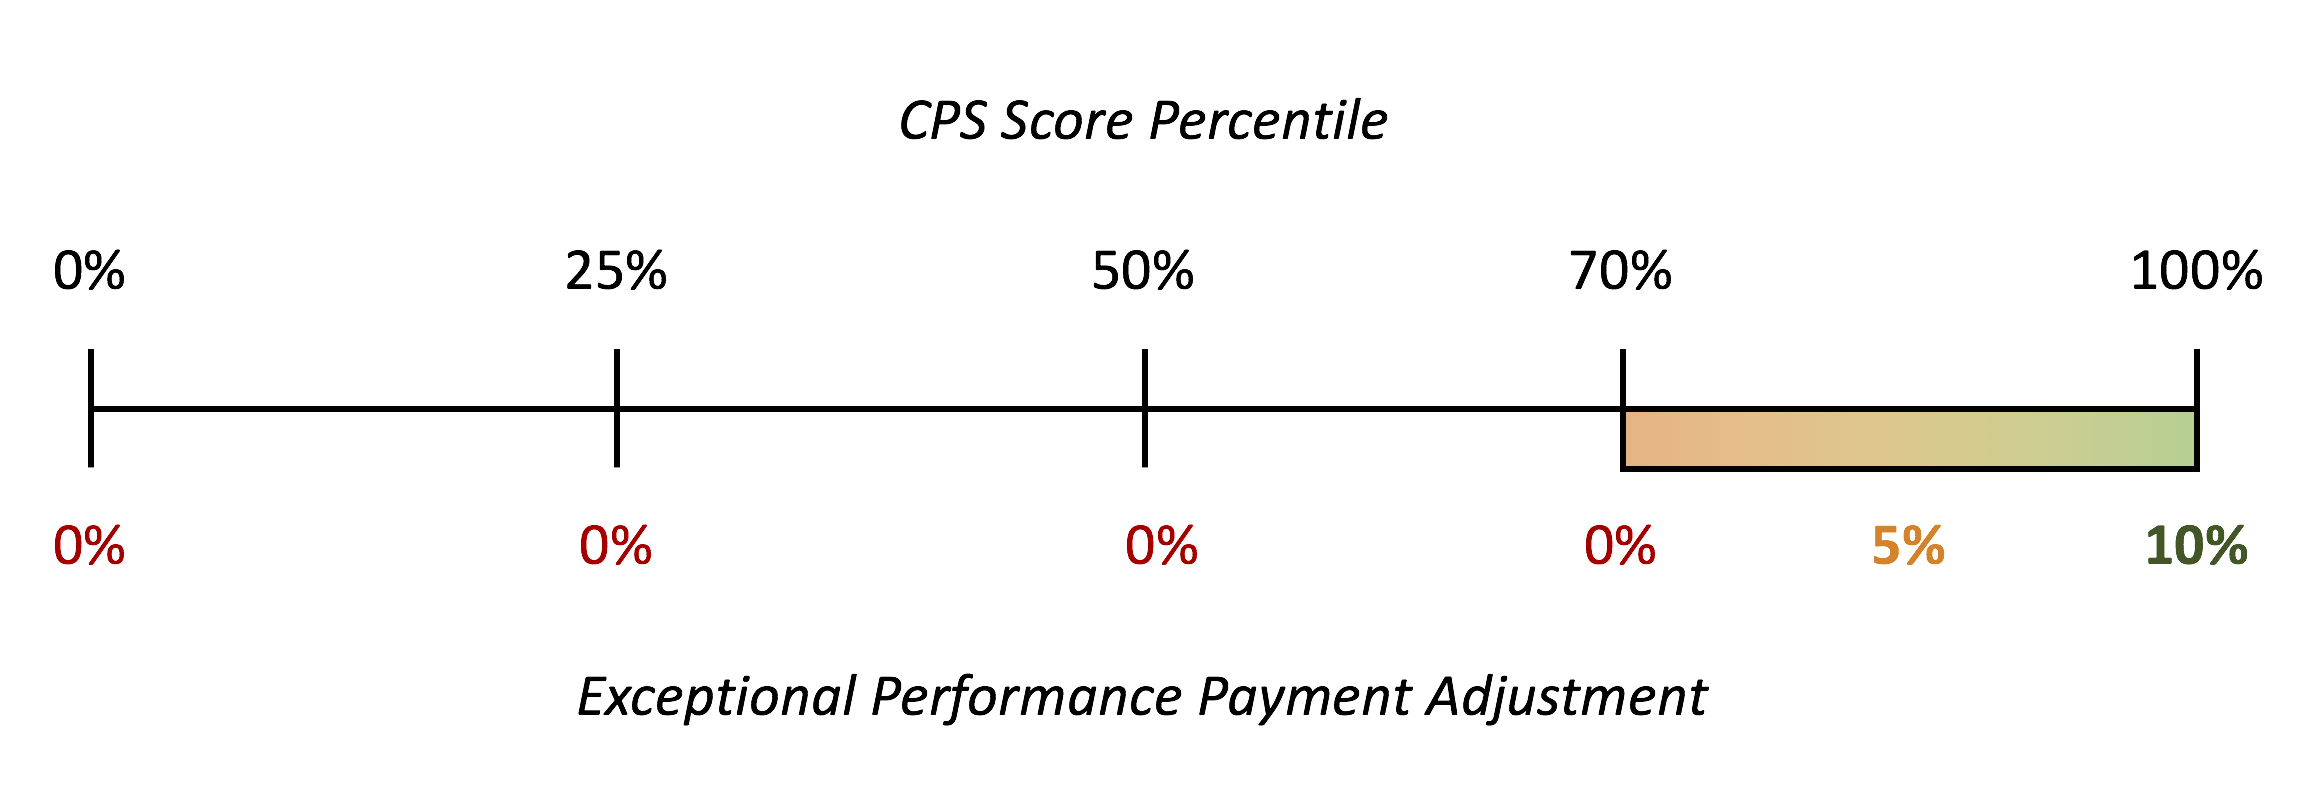 CPS Score Percentile
0% 25% 50% 70% 100%
0% 0% 0% 0% 5% 10%
Exceptional Performance Payment Adjustment